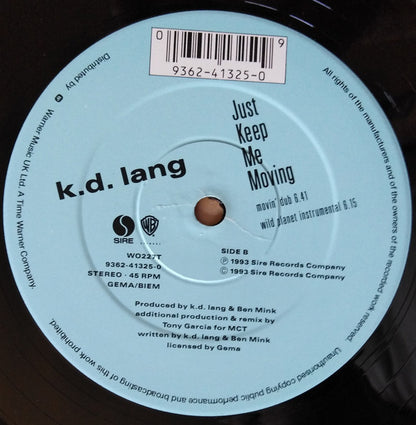 0 9
9362-41325-0
Just
Keep
Me
Moving
movin' dub 6.41
wild planet instrumental 6.15
k.d. lang
SIRE
WB
WO227T
9362-41325-0
STEREO · 45 RPM
GEMA/BIEM
SIDE B
℗ 1993 Sire Records Company
© 1993 Sire Records Company
Produced by k.d. lang & Ben Mink
additional production & remix by
Tony Garcia for MCT
written by k.d. lang & Ben Mink
licensed by Gema
All rights of the manufacturers and of the owners of the recorded work reserved.
Unauthorised copying public performance and broadcasting of this work prohibited.
Distributed by Warner Music UK Ltd. A Time Warner Company.